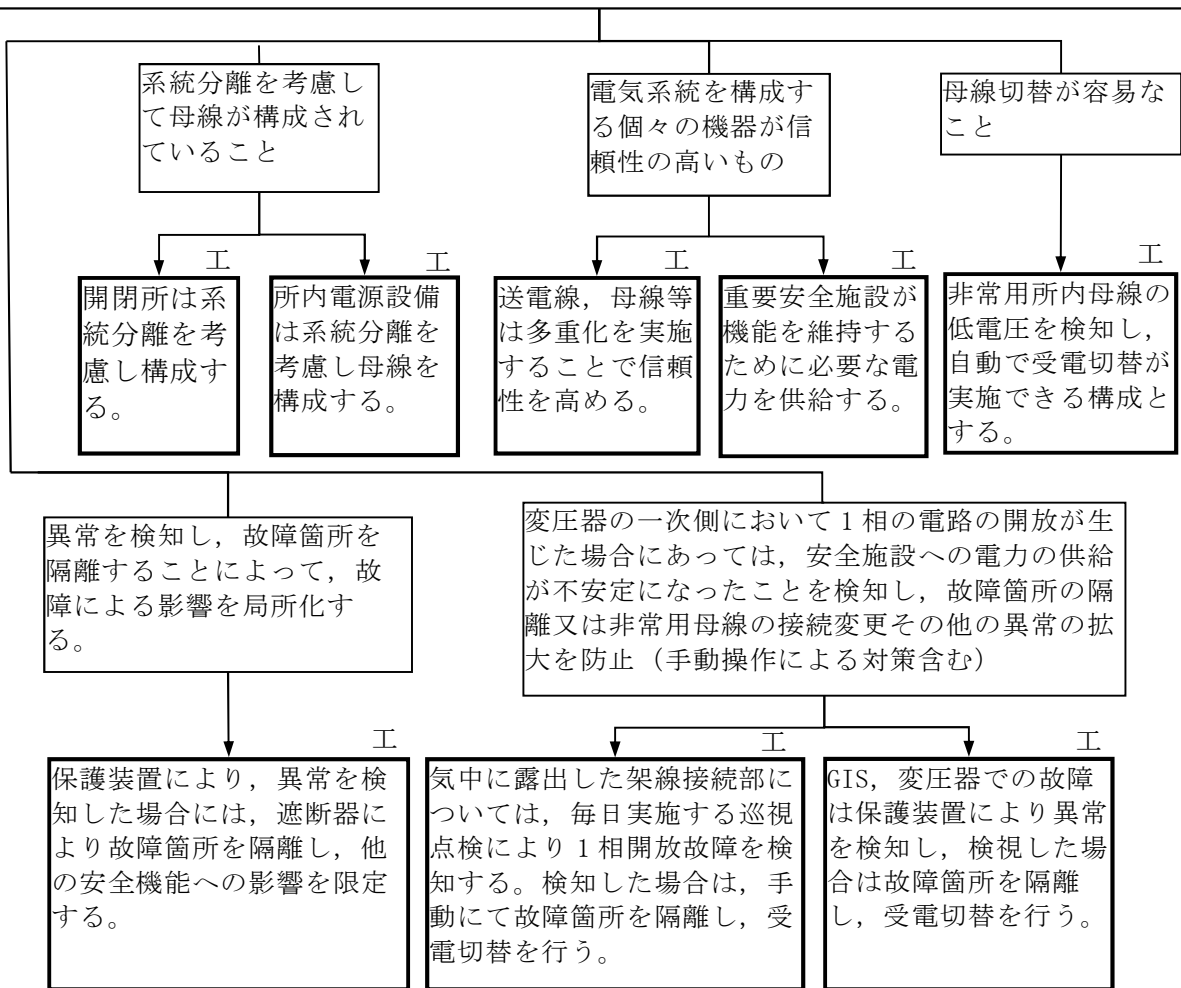 系統分離を考慮し
て母線が構成され
ていること
電気系統を構成す
る個々の機器が信
頼性の高いもの
母線切替が容易な
こと
工
開閉所は系
統分離を考
慮し構成す
る。
工
所内電源設備
は系統分離を
考慮し母線を
構成する。
工
送電線，母線等
は多重化を実施
することで信頼
性を高める。
工
重要安全施設が
機能を維持する
ために必要な電
力を供給する。
工
非常用所内母線の
低電圧を検知し，
自動で受電切替が
実施できる構成と
する。
異常を検知し，故障箇所を
隔離することによって，故
障による影響を局所化す
る。
変圧器の一次側において１相の電路の開放が生
じた場合にあっては，安全施設への電力の供給
が不安定になったことを検知し，故障箇所の隔
離又は非常用母線の接続変更その他の異常の拡
大を防止（手動操作による対策含む）
工
保護装置により，異常を検
知した場合には，遮断器に
より故障箇所を隔離し，他
の安全機能への影響を限定
する。
工
気中に露出した架線接続部に
ついては，毎日実施する巡視
点検により１相開放故障を検
知する。検知した場合は，手
動にて故障箇所を隔離し，受
電切替を行う。
工
GIS，変圧器での故障
は保護装置により異常
を検知し，検視した場
合は故障箇所を隔離
し，受電切替を行う。